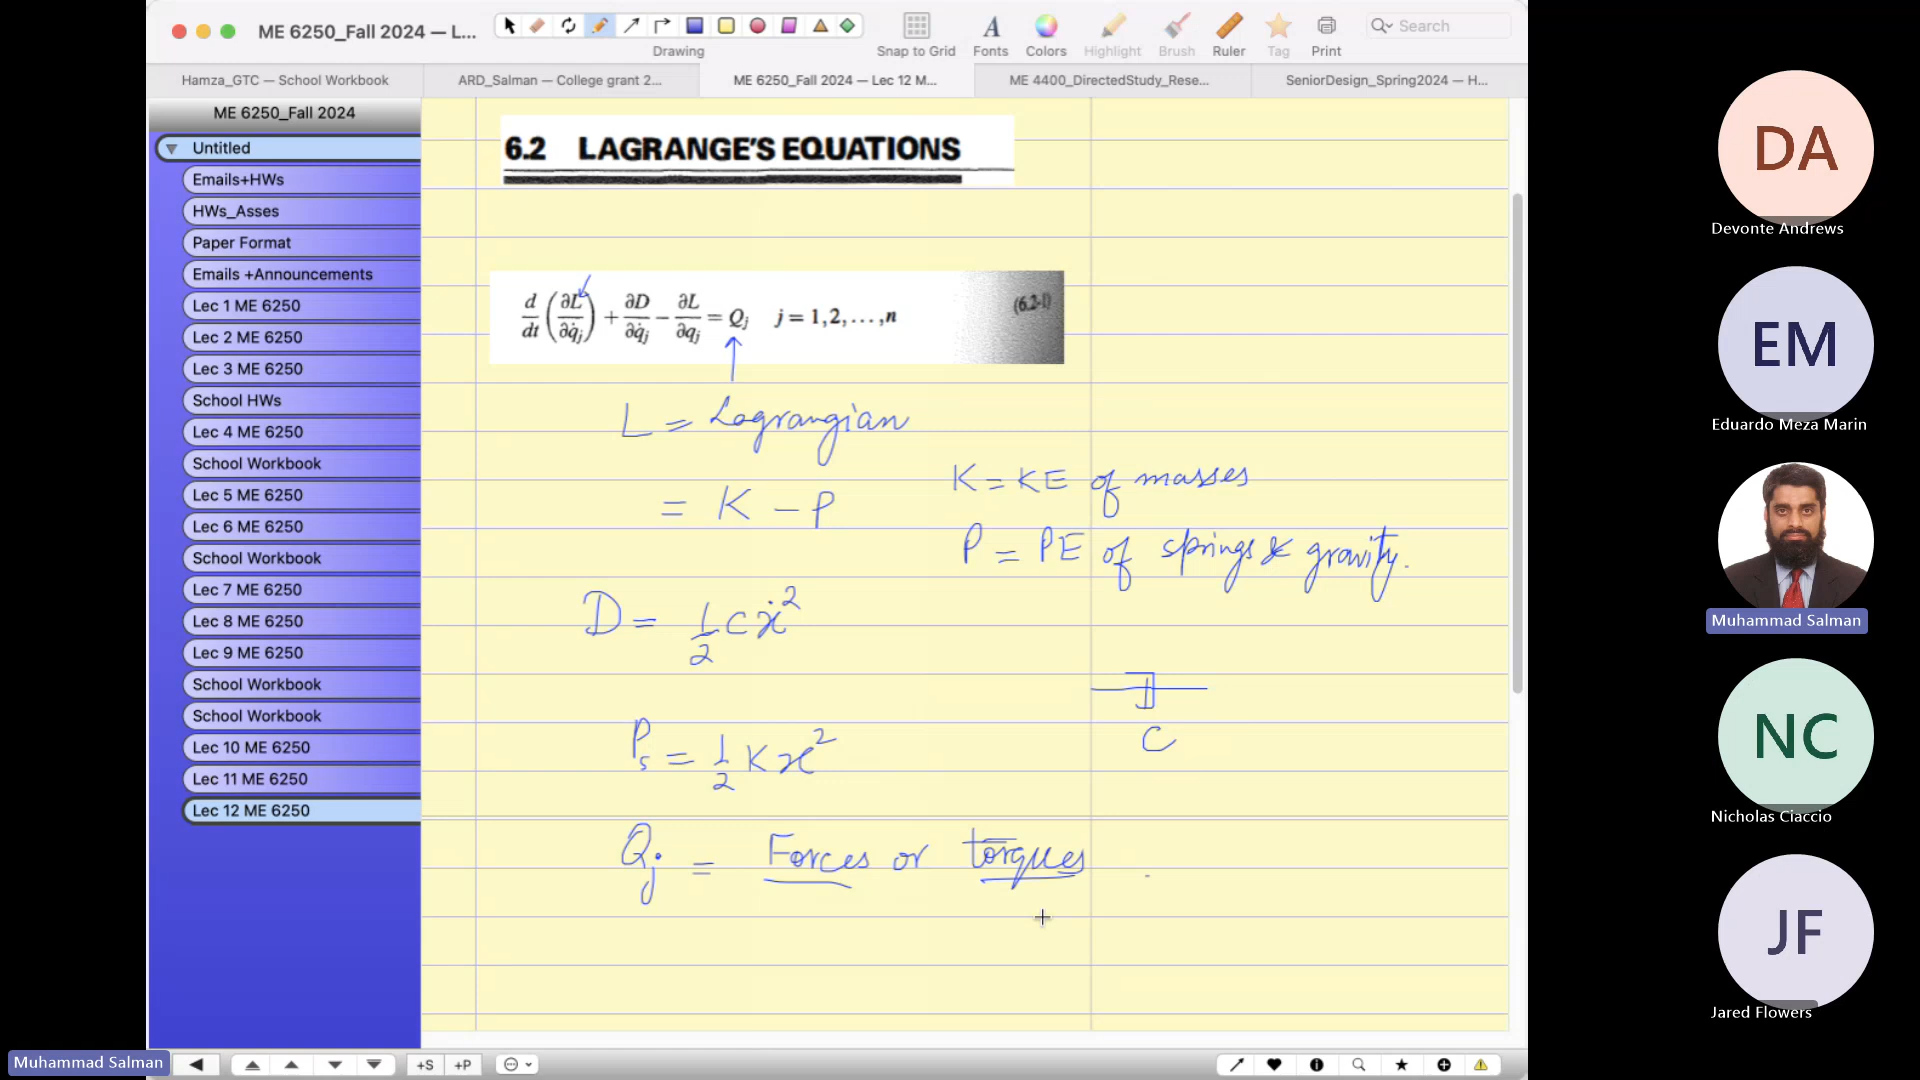 ME 6250_Fall 2024 — L...
Drawing
Snap to Grid
Fonts
Colors
Highlight
Brush
Ruler
Tag
Print
Search
Hamza_GTC — School Workbook
ARD_Salman — College grant 2...
ME 6250_Fall 2024 — Lec 12 M...
ME 4400_DirectedStudy_Rese...
SeniorDesign_Spring2024 — H...
ME 6250_Fall 2024
Untitled
Emails+HWs
HWs_Asses
Paper Format
Emails +Announcements
Lec 1 ME 6250
Lec 2 ME 6250
Lec 3 ME 6250
School HWs
Lec 4 ME 6250
School Workbook
Lec 5 ME 6250
Lec 6 ME 6250
School Workbook
Lec 7 ME 6250
Lec 8 ME 6250
Lec 9 ME 6250
School Workbook
School Workbook
Lec 10 ME 6250
Lec 11 ME 6250
Lec 12 ME 6250
6.2 LAGRANGE'S EQUATIONS
d/dt (∂L/∂q̇j) + ∂D/∂q̇j − ∂L/∂qj = Qj j = 1,2,...,n (6.2-1)
L = Lagrangian
= K − P
K = KE of masses
P = PE of springs & gravity.
D = 1/2 C ẋ²
C
Ps = 1/2 K x²
Qj = Forces or torques
DA
Devonte Andrews
EM
Eduardo Meza Marin
Muhammad Salman
NC
Nicholas Ciaccio
JF
Jared Flowers
Muhammad Salman
+S
+P